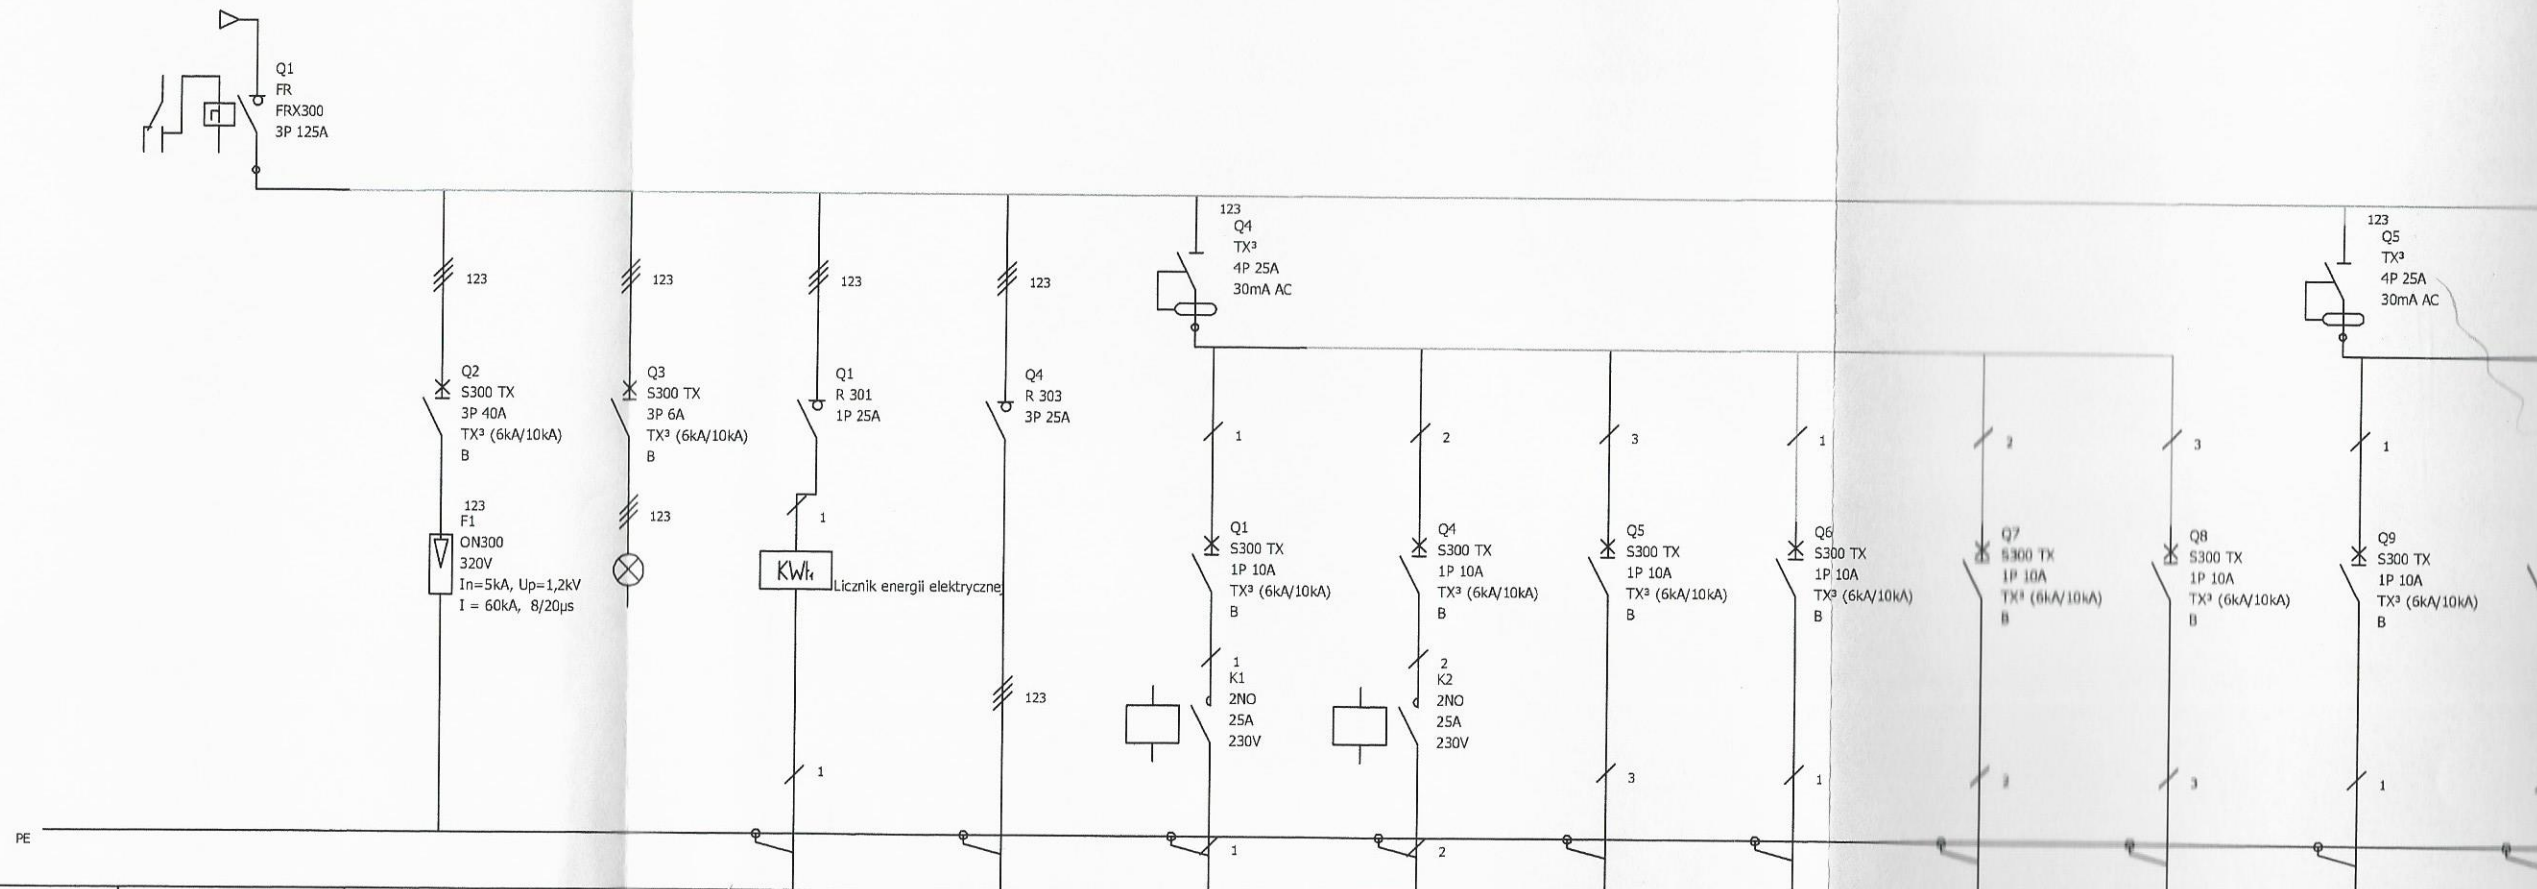 Q1
FR
FRX300
3P 125A
123
Q2
S300 TX
3P 40A
TX³ (6kA/10kA)
B
123
F1
ON300
320V
In=5kA, Up=1,2kV
I = 60kA, 8/20µs
123
Q3
S300 TX
3P 6A
TX³ (6kA/10kA)
B
123
123
Q1
R 301
1P 25A
1
KWh
Licznik energii elektrycznej
1
123
Q4
R 303
3P 25A
123
123
Q4
TX³
4P 25A
30mA AC
1
Q1
S300 TX
1P 10A
TX³ (6kA/10kA)
B
1
K1
2NO
25A
230V
1
2
Q4
S300 TX
1P 10A
TX³ (6kA/10kA)
B
2
K2
2NO
25A
230V
2
3
Q5
S300 TX
1P 10A
TX³ (6kA/10kA)
B
3
1
Q6
S300 TX
1P 10A
TX³ (6kA/10kA)
B
1
2
Q7
S300 TX
1P 10A
TX³ (6kA/10kA)
B
2
3
Q8
S300 TX
1P 10A
TX³ (6kA/10kA)
B
3
123
Q5
TX³
4P 25A
30mA AC
1
Q9
S300 TX
1P 10A
TX³ (6kA/10kA)
B
1
PE